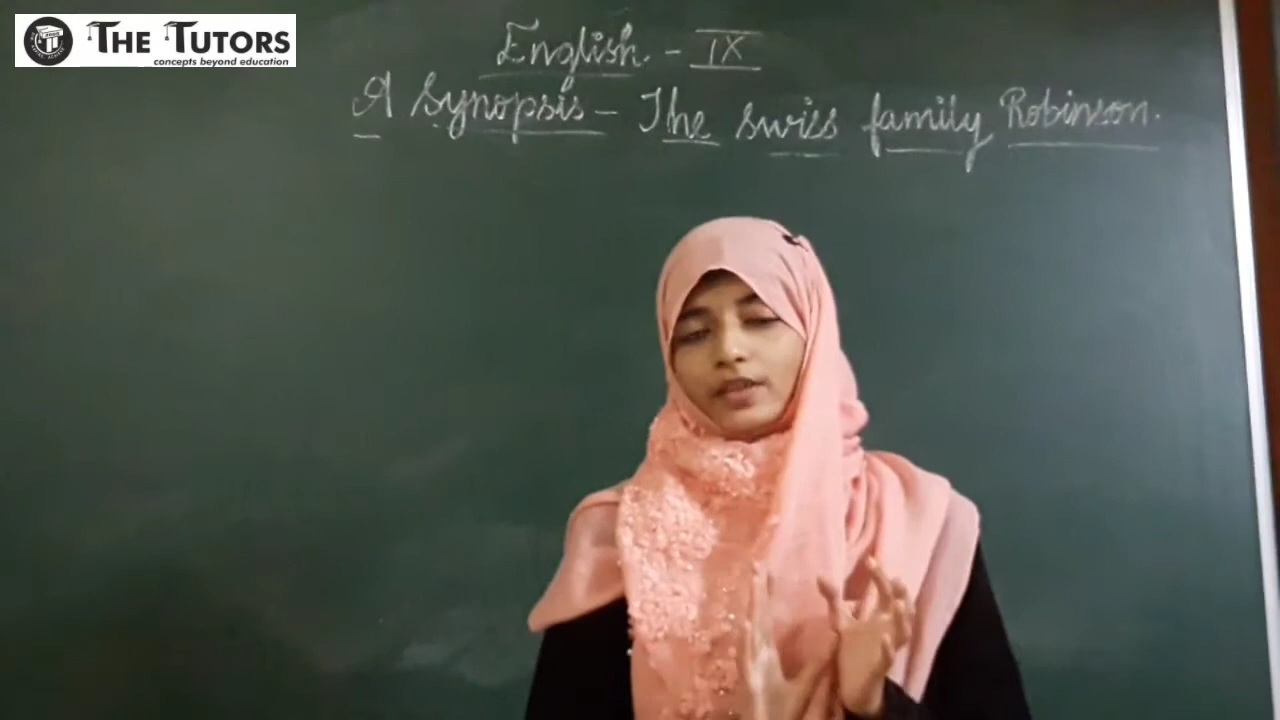 THE TUTORS
concepts beyond education
English. - IX
A Synopsis - The swiss family Robinson.